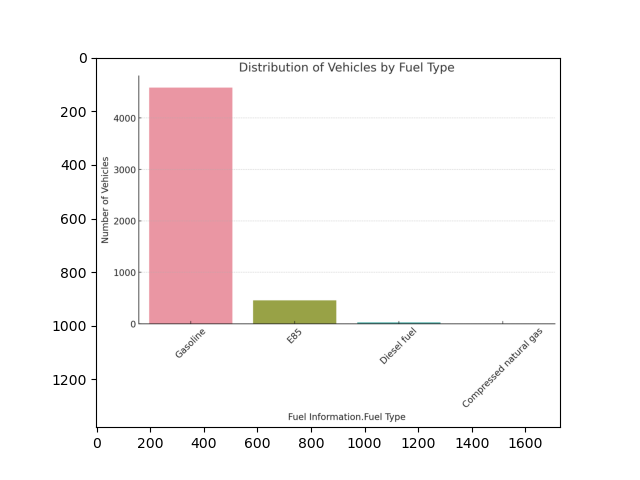 Distribution of Vehicles by Fuel Type
Number of Vehicles
4000
3000
2000
1000
0
Gasoline
E85
Diesel fuel
Compressed natural gas
Fuel Information.Fuel Type
0
200
400
600
800
1000
1200
0 200 400 600 800 1000 1200 1400 1600